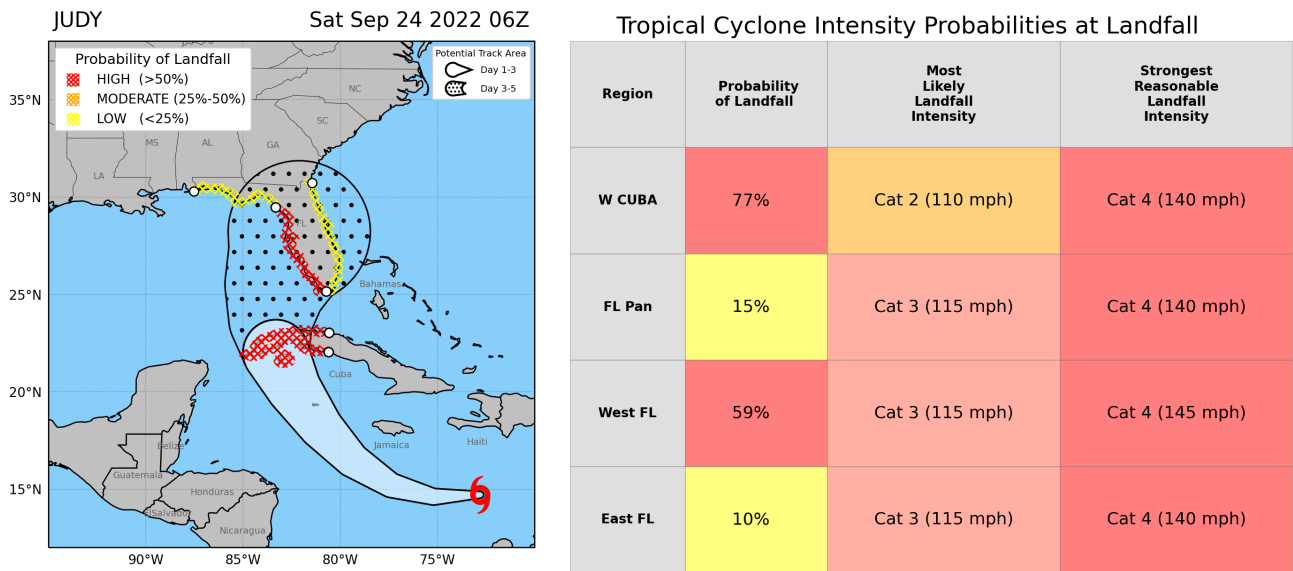 JUDY
Sat Sep 24 2022 06Z
Probability of Landfall
HIGH (>50%)
MODERATE (25%-50%)
LOW (<25%)
Potential Track Area
Day 1-3
Day 3-5
35°N
30°N
25°N
20°N
15°N
90°W
85°W
80°W
75°W
NC
SC
MS
AL
GA
LA
FL
Bahamas
Cuba
Jamaica
Haiti
Belize
Guatemala
Honduras
ElSalvador
Nicaragua
Tropical Cyclone Intensity Probabilities at Landfall
Region
Probability
of Landfall
Most
Likely
Landfall
Intensity
Strongest
Reasonable
Landfall
Intensity
W CUBA
77%
Cat 2 (110 mph)
Cat 4 (140 mph)
FL Pan
15%
Cat 3 (115 mph)
Cat 4 (140 mph)
West FL
59%
Cat 3 (115 mph)
Cat 4 (145 mph)
East FL
10%
Cat 3 (115 mph)
Cat 4 (140 mph)